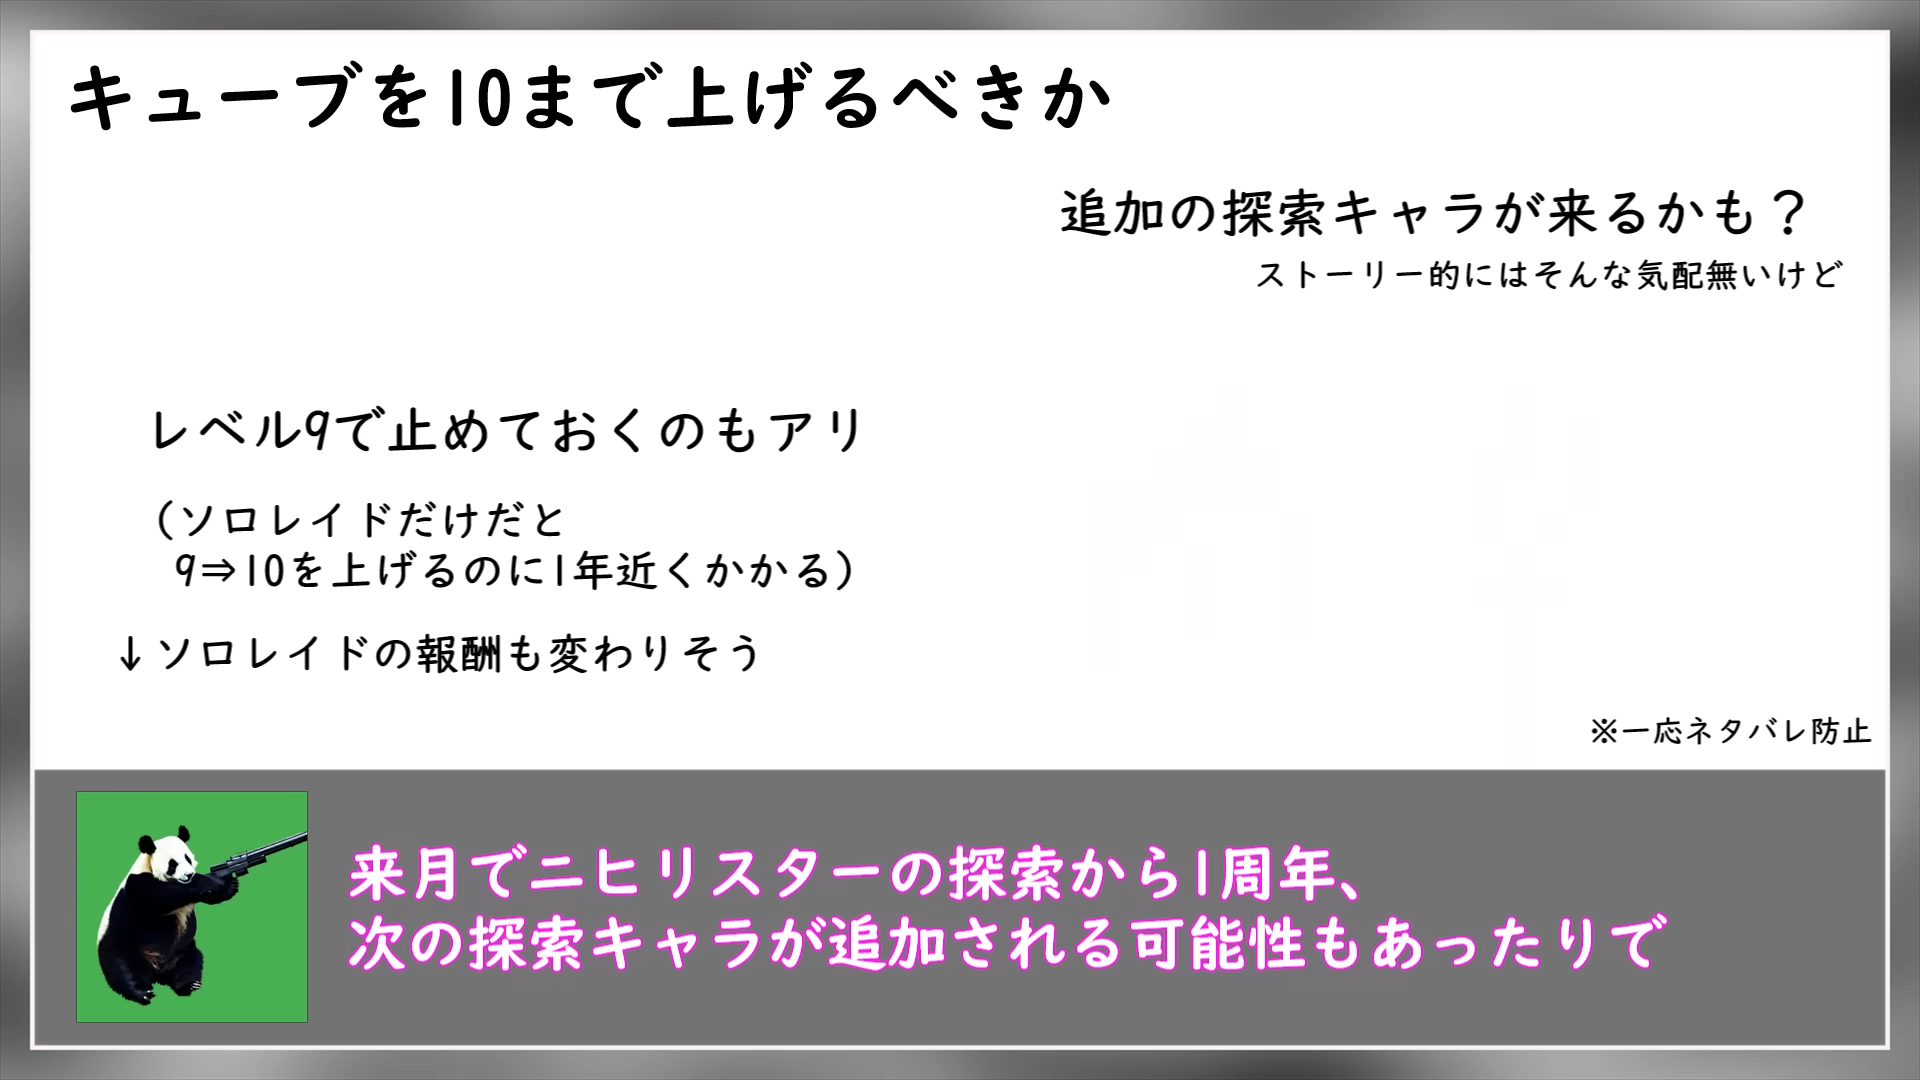 キューブを10まで上げるべきか
追加の探索キャラが来るかも？
ストーリー的にはそんな気配無いけど
レベル9で止めておくのもアリ
（ソロレイドだけだと
9⇒10を上げるのに1年近くかかる）
↓ソロレイドの報酬も変わりそう
※一応ネタバレ防止
来月でニヒリスターの探索から1周年、
次の探索キャラが追加される可能性もあったりで